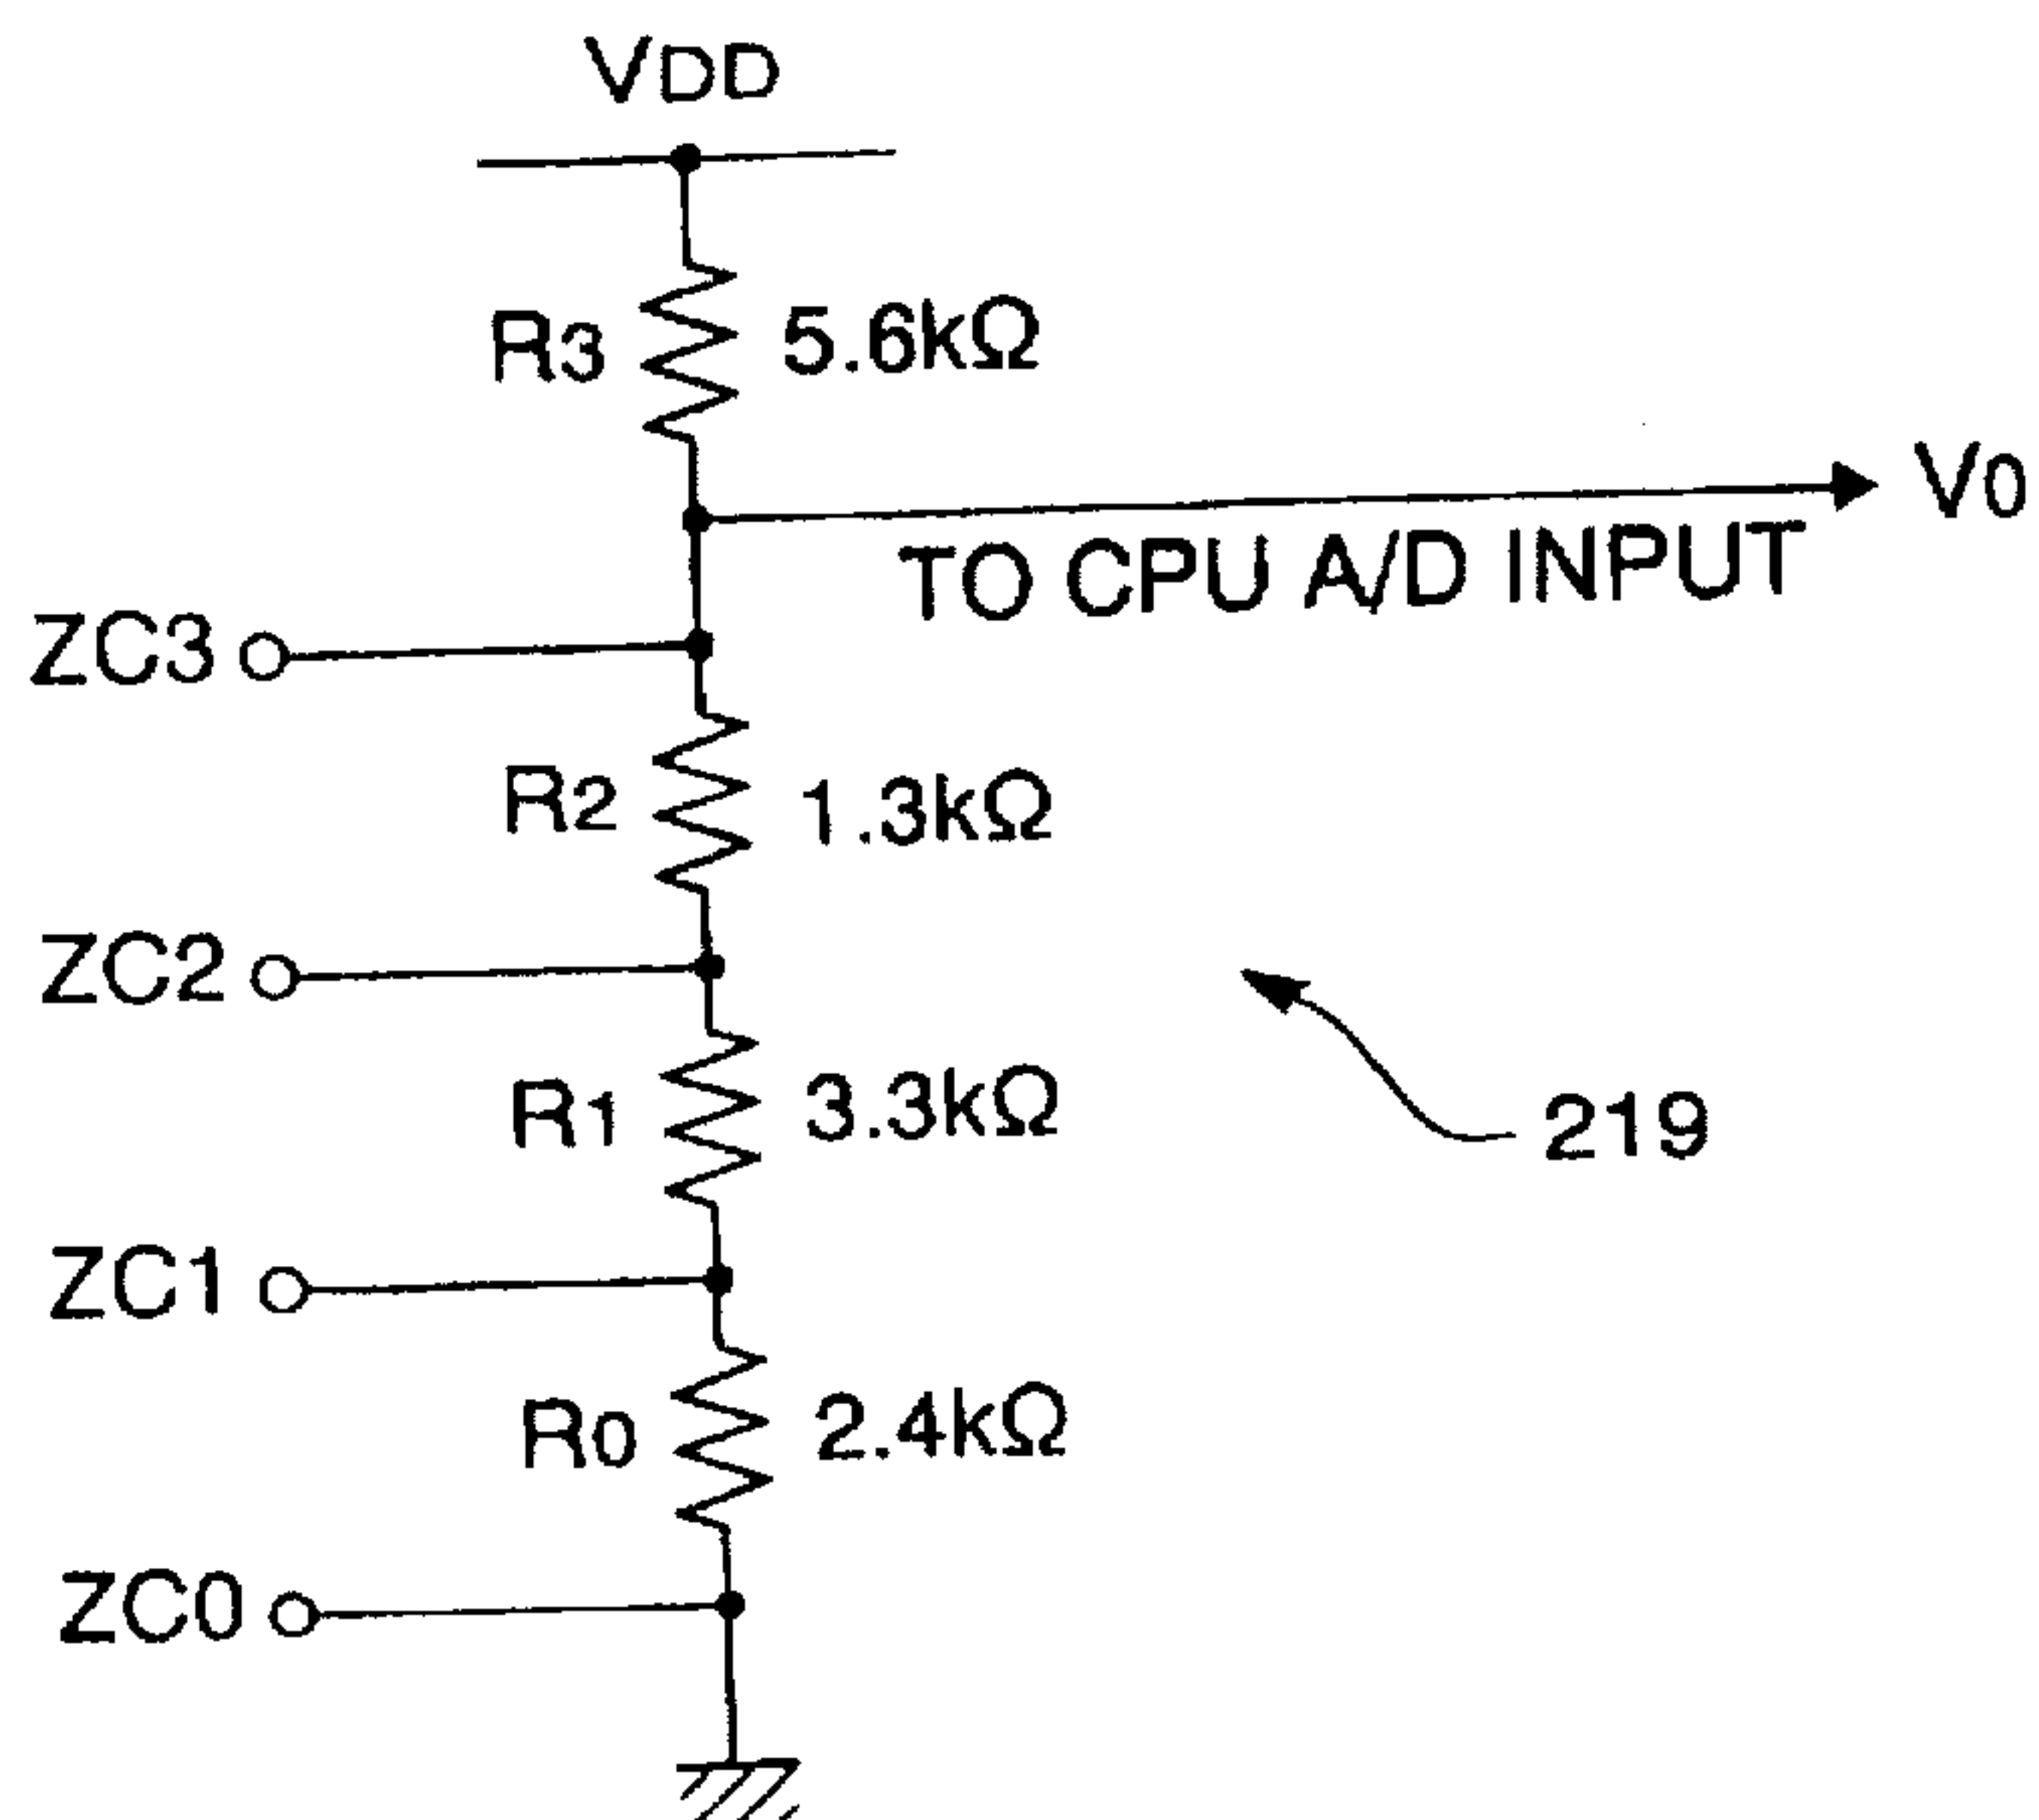 VDD
R3 5.6kΩ
V0
TO CPU A/D INPUT
ZC3
R2 1.3kΩ
ZC2
R1 3.3kΩ
219
ZC1
R0 2.4kΩ
ZC0